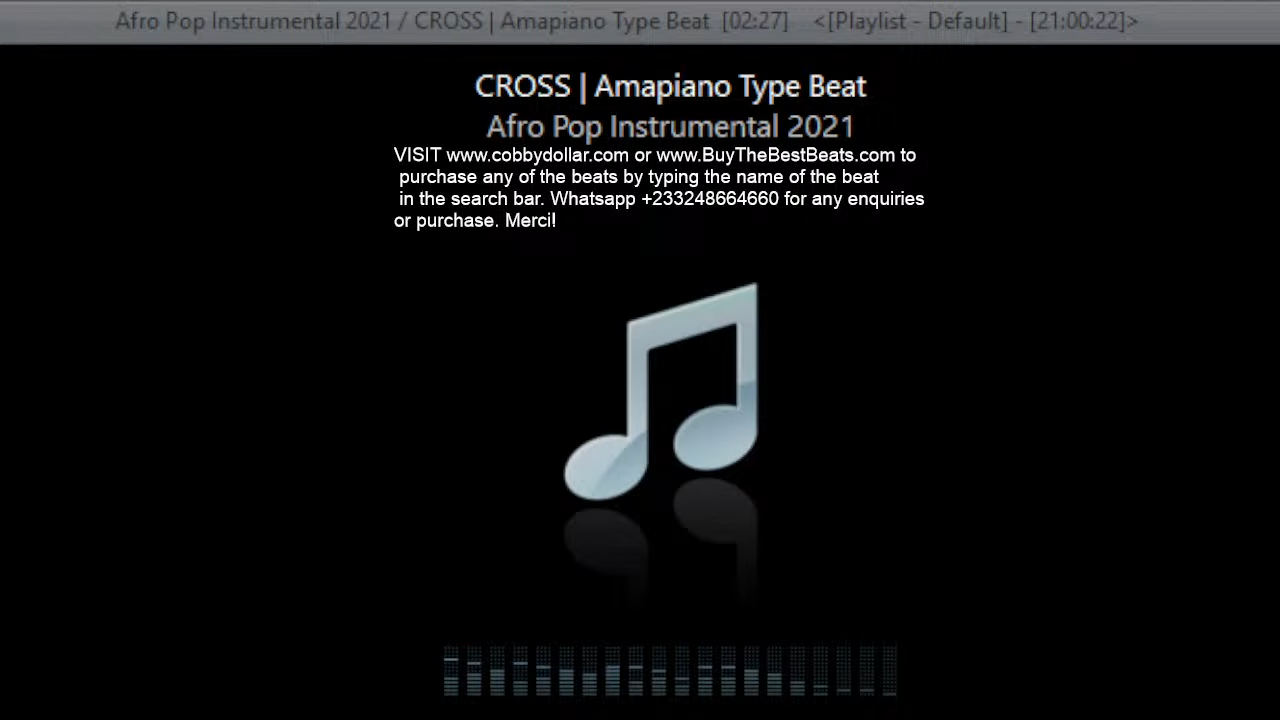 Afro Pop Instrumental 2021 / CROSS | Amapiano Type Beat [02:27] <[Playlist - Default] - [21:00:22]>
CROSS | Amapiano Type Beat
Afro Pop Instrumental 2021
VISIT www.cobbydollar.com or www.BuyTheBestBeats.com to
purchase any of the beats by typing the name of the beat
in the search bar. Whatsapp +233248664660 for any enquiries
or purchase. Merci!